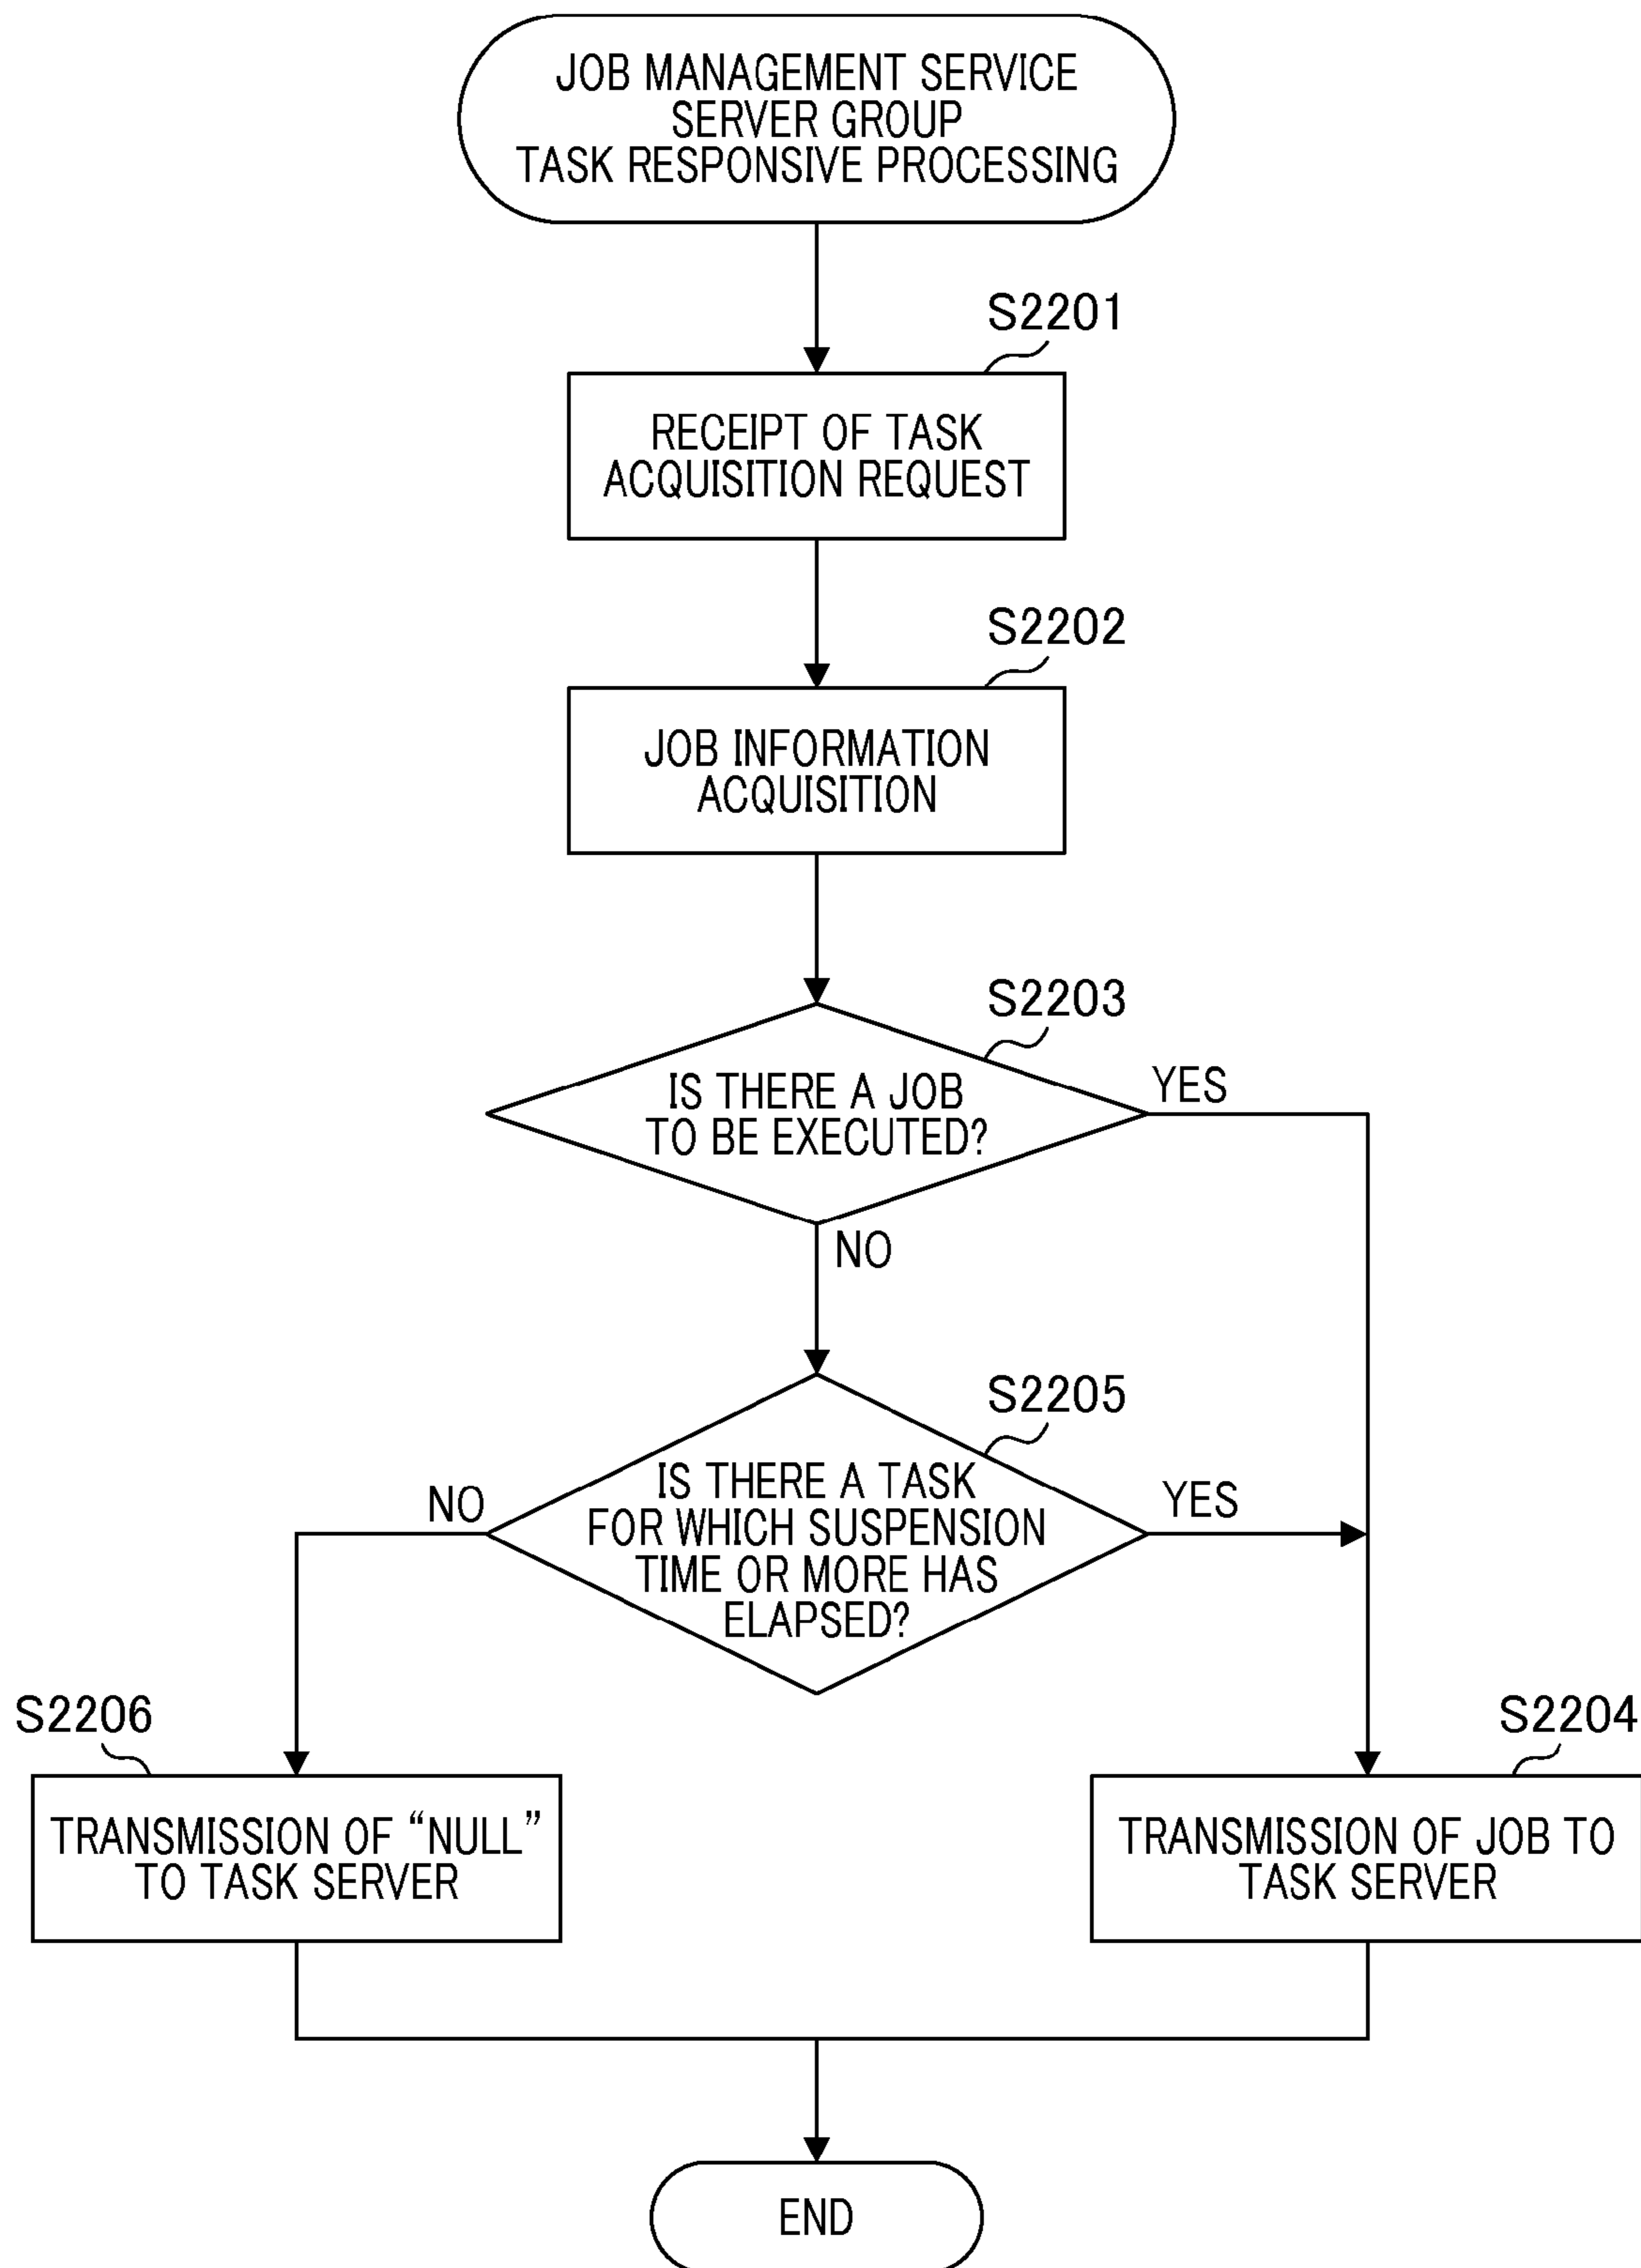 JOB MANAGEMENT SERVICE
SERVER GROUP
TASK RESPONSIVE PROCESSING
S2201
RECEIPT OF TASK
ACQUISITION REQUEST
S2202
JOB INFORMATION
ACQUISITION
S2203
IS THERE A JOB
TO BE EXECUTED?
YES
NO
S2205
IS THERE A TASK
FOR WHICH SUSPENSION
TIME OR MORE HAS
ELAPSED?
NO
YES
S2206
TRANSMISSION OF “NULL”
TO TASK SERVER
S2204
TRANSMISSION OF JOB TO
TASK SERVER
END